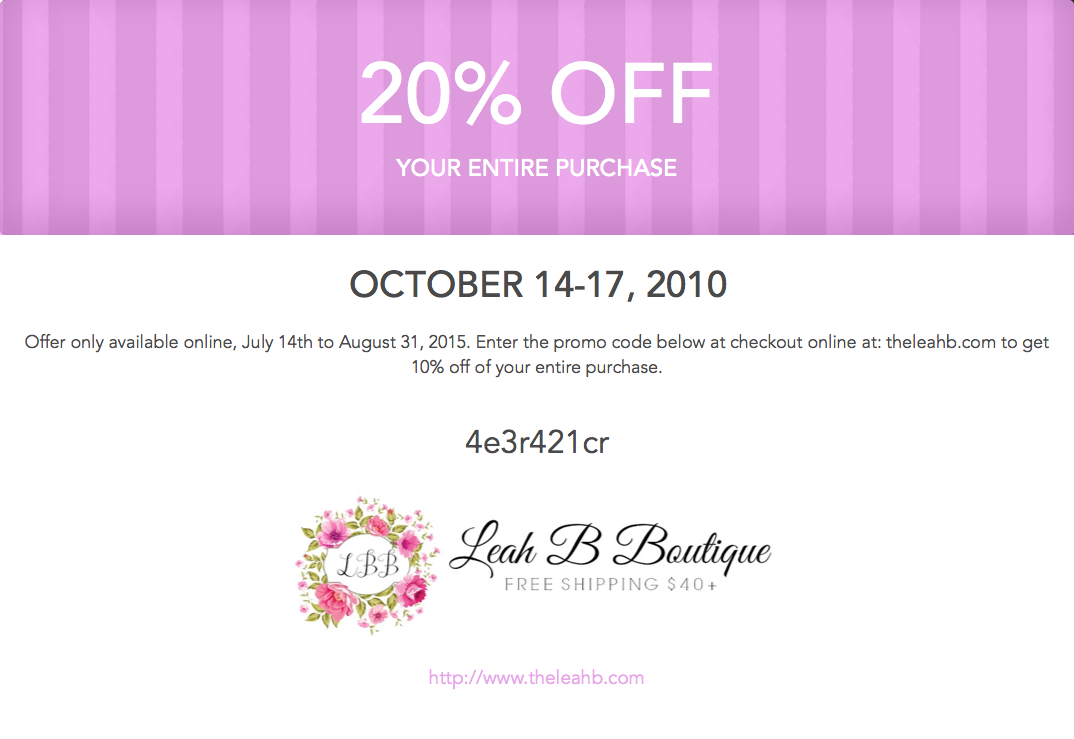 20% OFF
YOUR ENTIRE PURCHASE
OCTOBER 14-17, 2010
Offer only available online, July 14th to August 31, 2015. Enter the promo code below at checkout online at: theleahb.com to get
10% off of your entire purchase.
4e3r421cr
LBB
Leah B Boutique
FREE SHIPPING $40+
http://www.theleahb.com